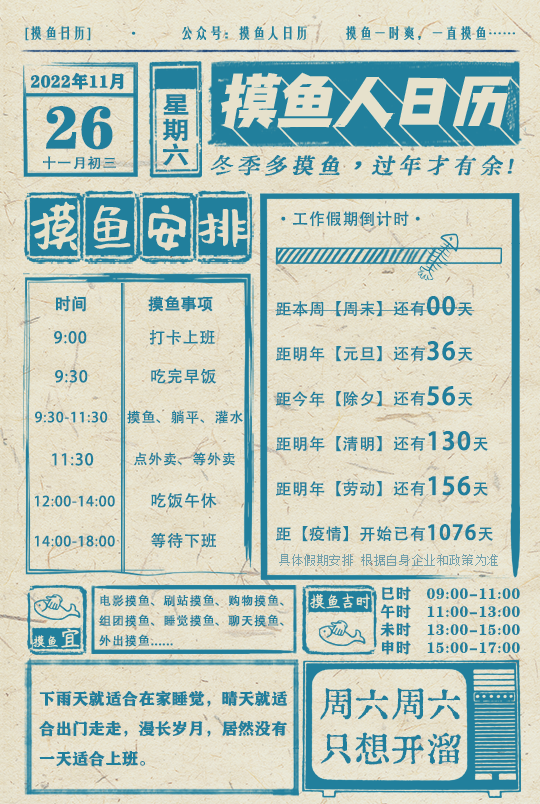 [摸鱼日历] · 公众号：摸鱼人日历 摸鱼一时爽，一直摸鱼……
2022年11月
26
十一月初三
星期六
摸鱼人日历
冬季多摸鱼，过年才有余！
摸鱼安排
时间 摸鱼事项
9:00 打卡上班
9:30 吃完早饭
9:30-11:30 摸鱼、躺平、灌水
11:30 点外卖、等外卖
12:00-14:00 吃饭午休
14:00-18:00 等待下班
·工作假期倒计时·
距本周【周末】还有00天
距明年【元旦】还有36天
距今年【除夕】还有56天
距明年【清明】还有130天
距明年【劳动】还有156天
距【疫情】开始已有1076天
具体假期安排 根据自身企业和政策为准
摸鱼宜
电影摸鱼、刷站摸鱼、购物摸鱼、
组团摸鱼、睡觉摸鱼、聊天摸鱼、
外出摸鱼……
摸鱼吉时
巳时 09:00-11:00
午时 11:00-13:00
未时 13:00-15:00
申时 15:00-17:00
下雨天就适合在家睡觉，晴天就适
合出门走走，漫长岁月，居然没有
一天适合上班。
周六周六
只想开溜